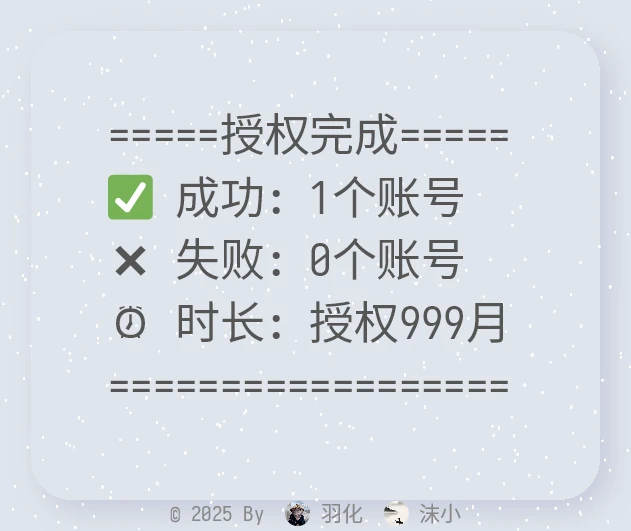 =====授权完成=====
✅ 成功: 1个账号
❌ 失败: 0个账号
⏰ 时长: 授权999月
==================
© 2025 By 羽化 沫小